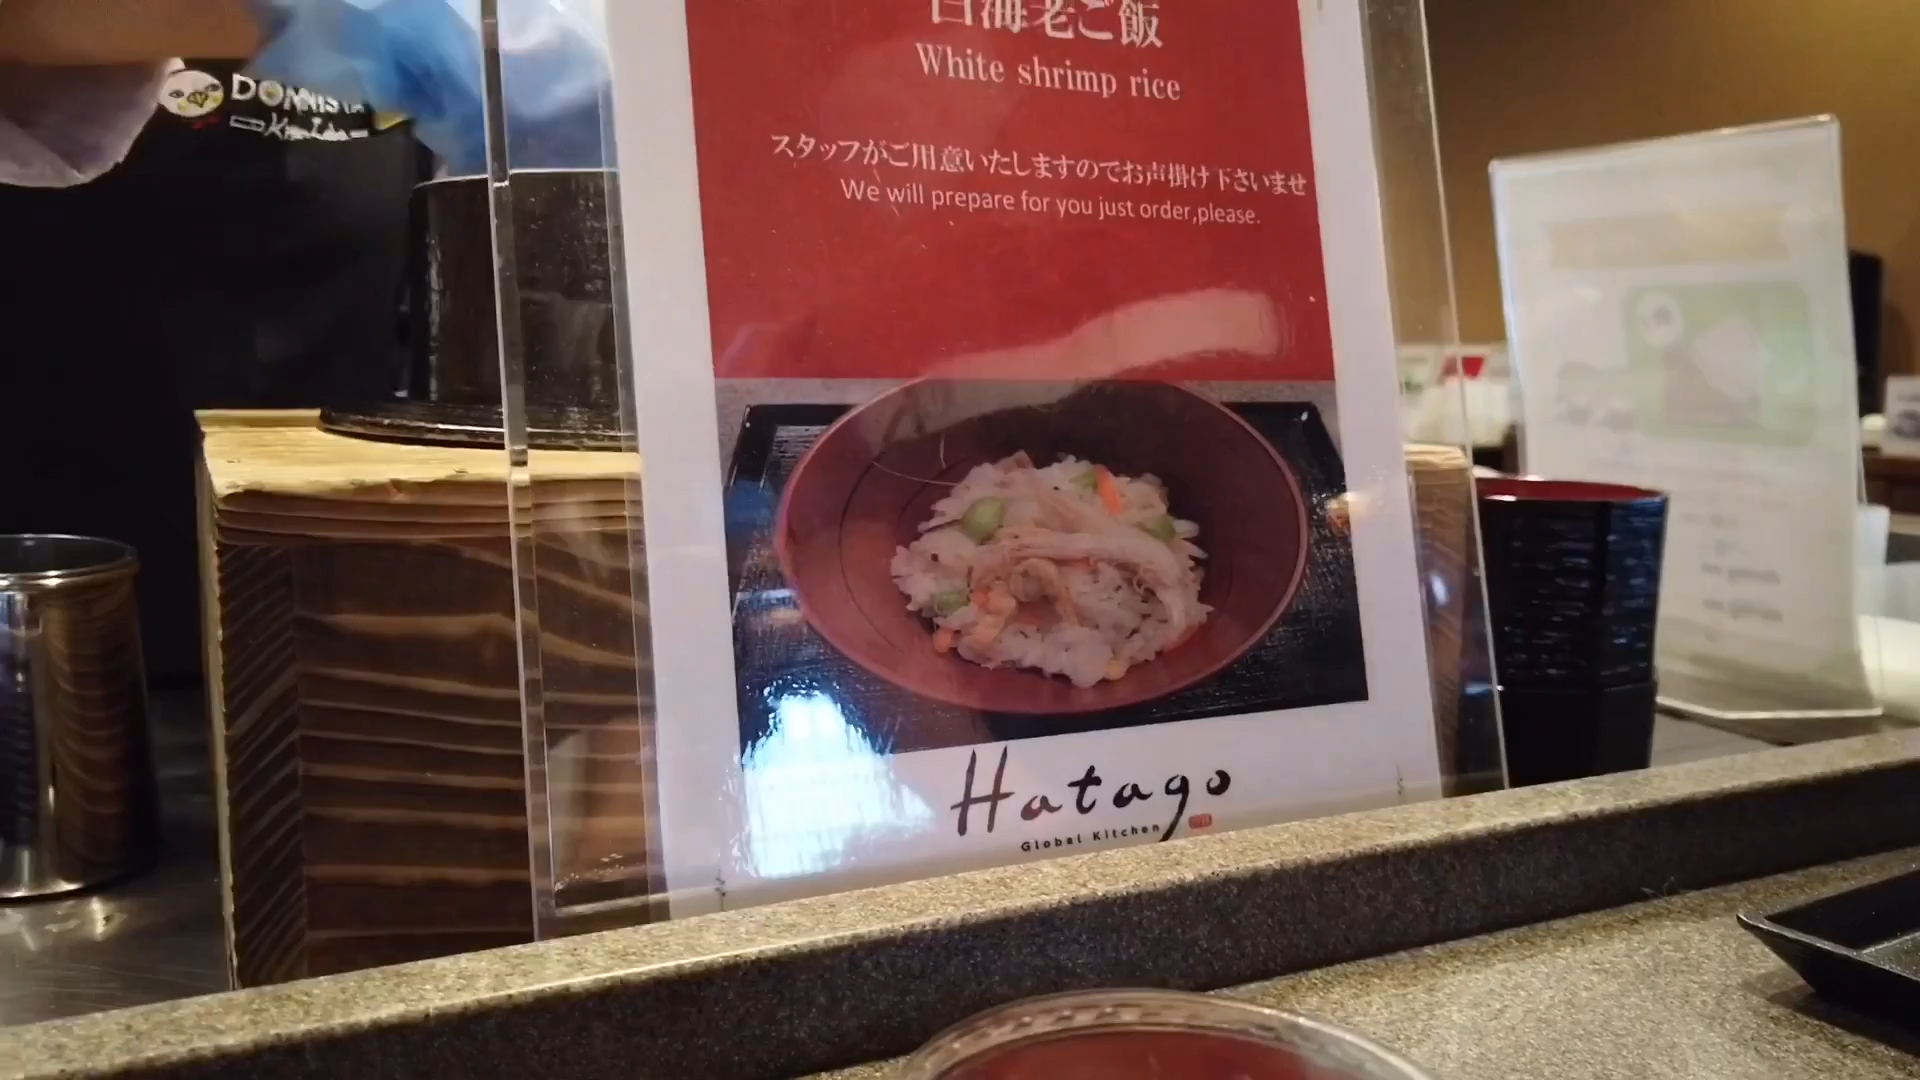 白海老ご飯
White shrimp rice
スタッフがご用意いたしますのでお声掛け下さいませ
We will prepare for you just order,please.
Hatago
Global Kitchen